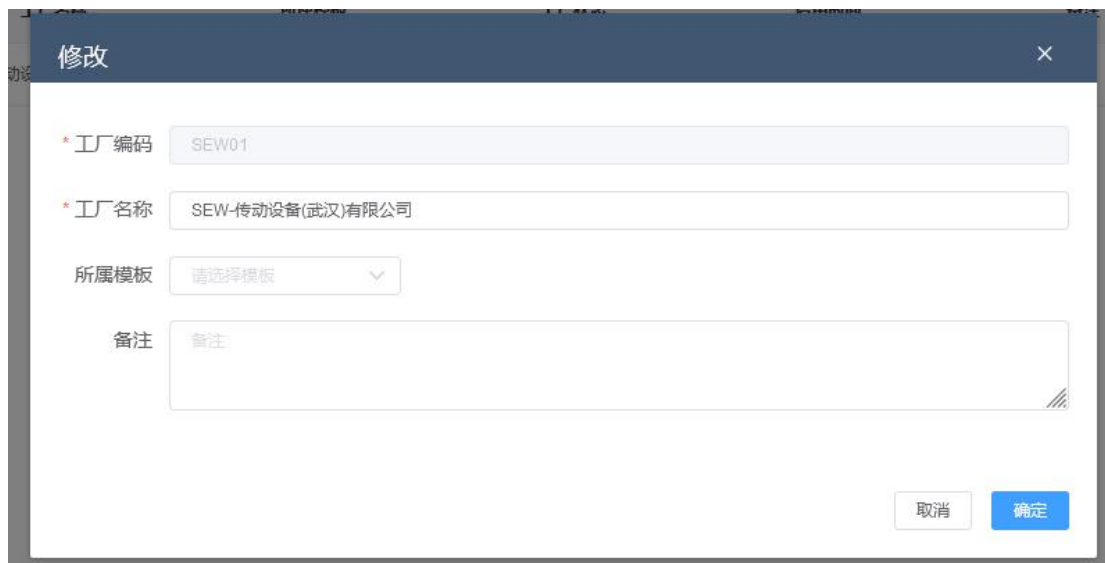 修改
* 工厂编码 SEW01
* 工厂名称 SEW-传动设备(武汉)有限公司
所属模板 请选择模板
备注 备注
取消 确定